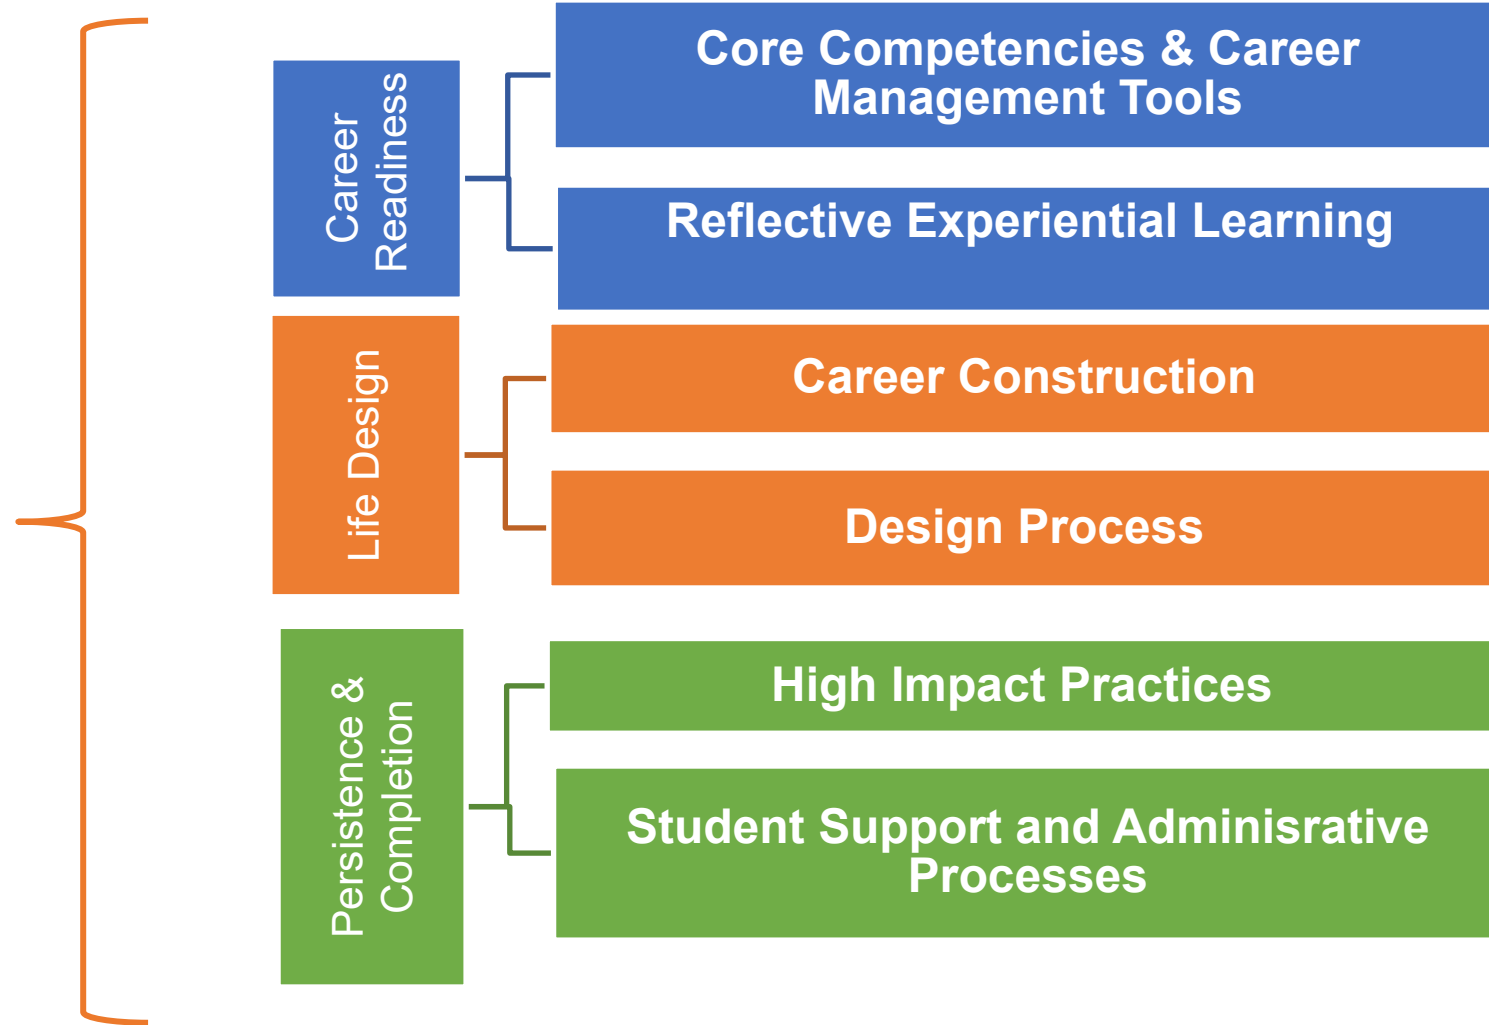 Career
Readiness
Core Competencies & Career
Management Tools
Reflective Experiential Learning
Life Design
Career Construction
Design Process
Persistence &
Completion
High Impact Practices
Student Support and Adminisrative
Processes